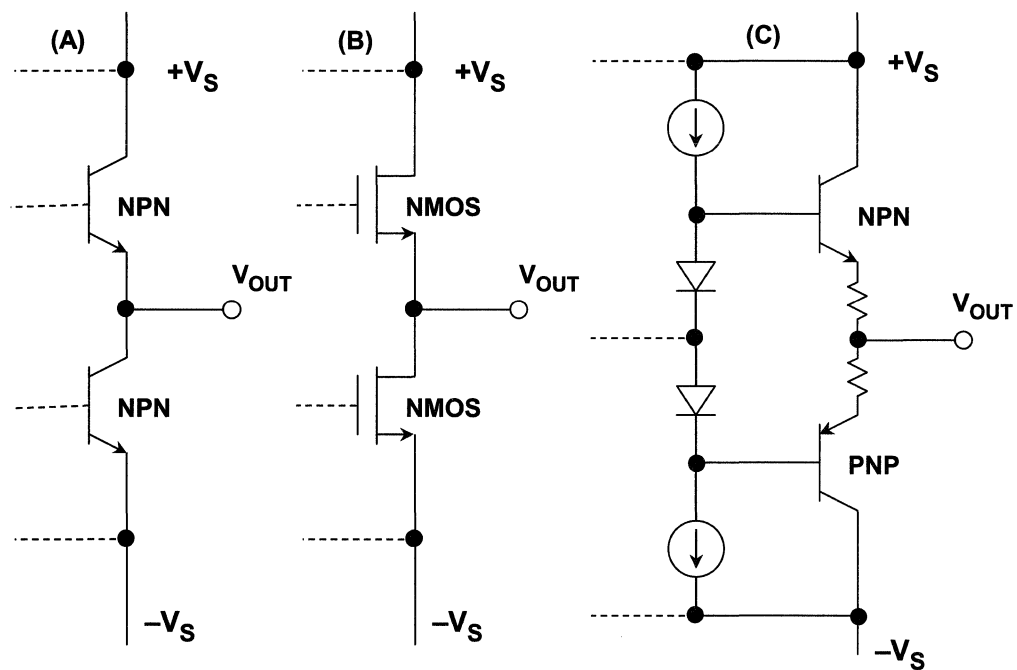 (A)
+VS
NPN
VOUT
NPN
–VS
(B)
+VS
NMOS
VOUT
NMOS
–VS
(C)
+VS
NPN
VOUT
PNP
–VS